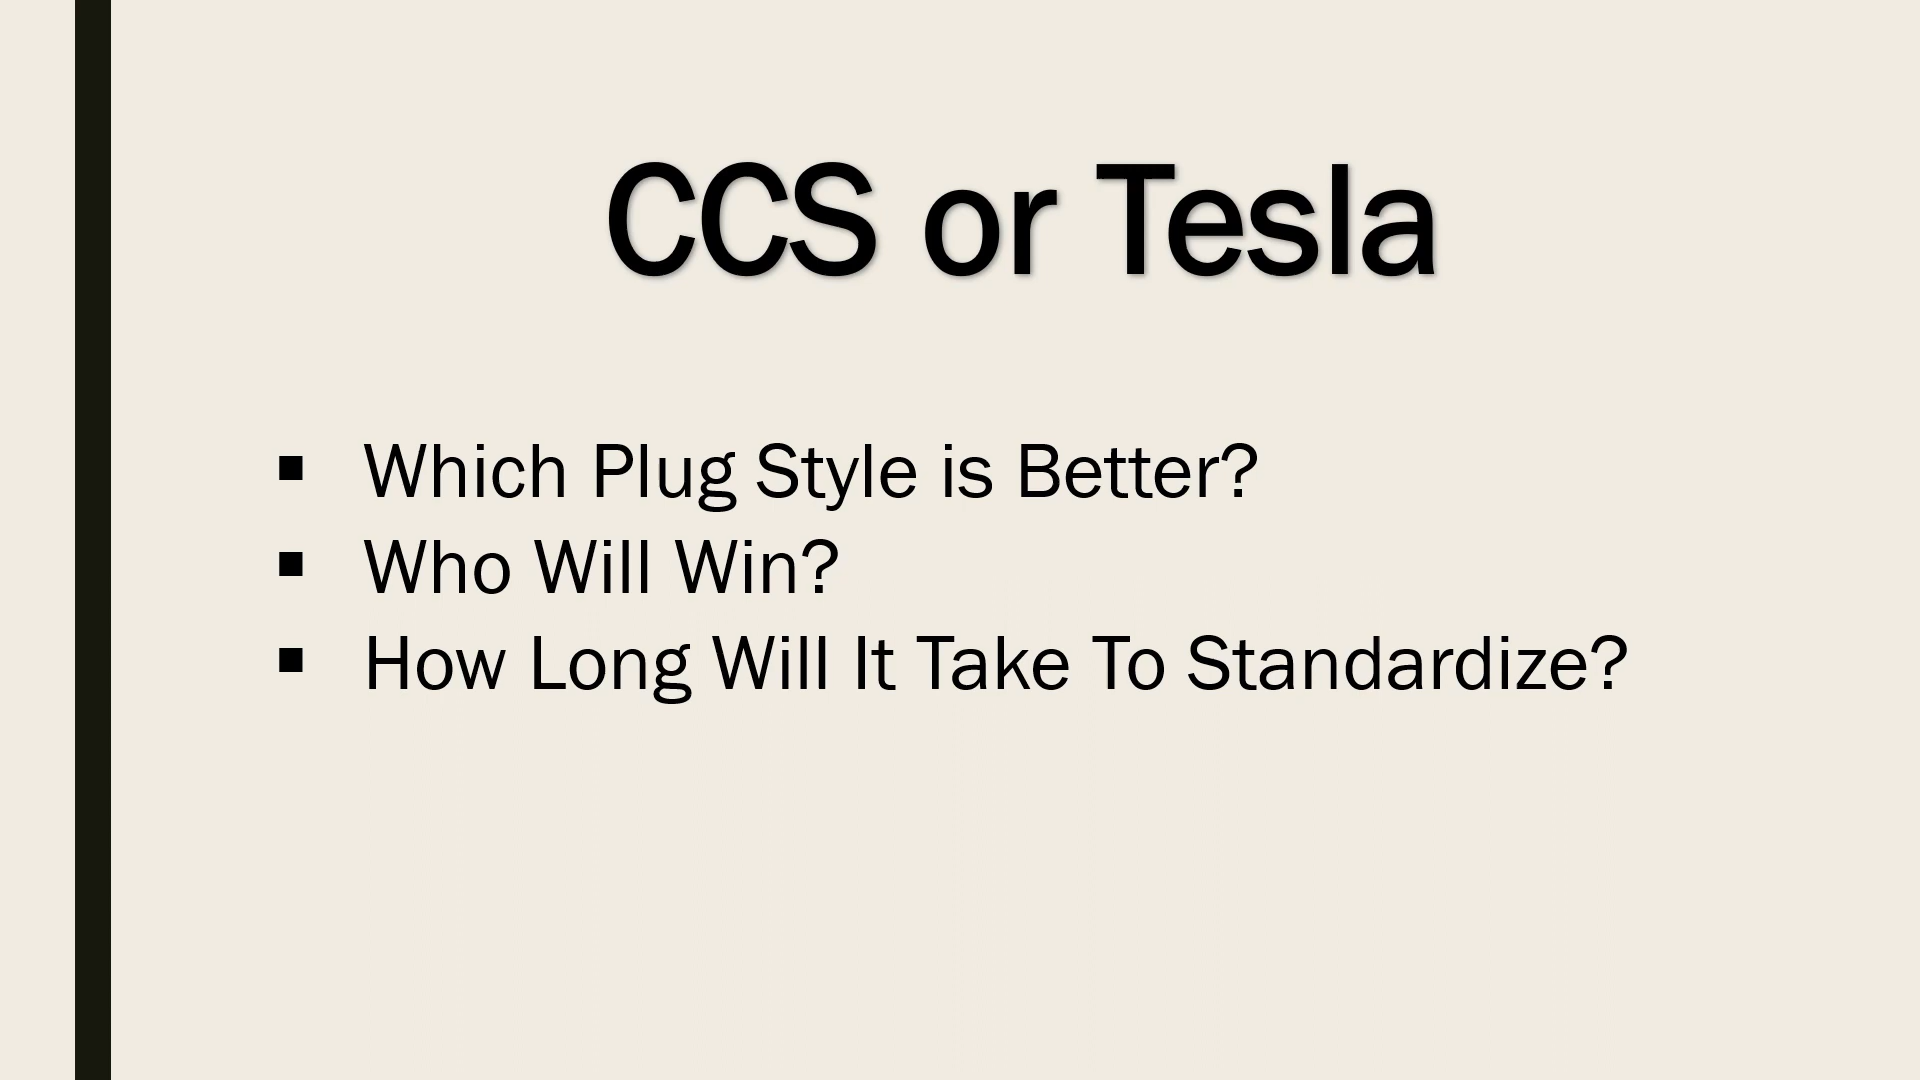 CCS or Tesla
▪ Which Plug Style is Better?
▪ Who Will Win?
▪ How Long Will It Take To Standardize?